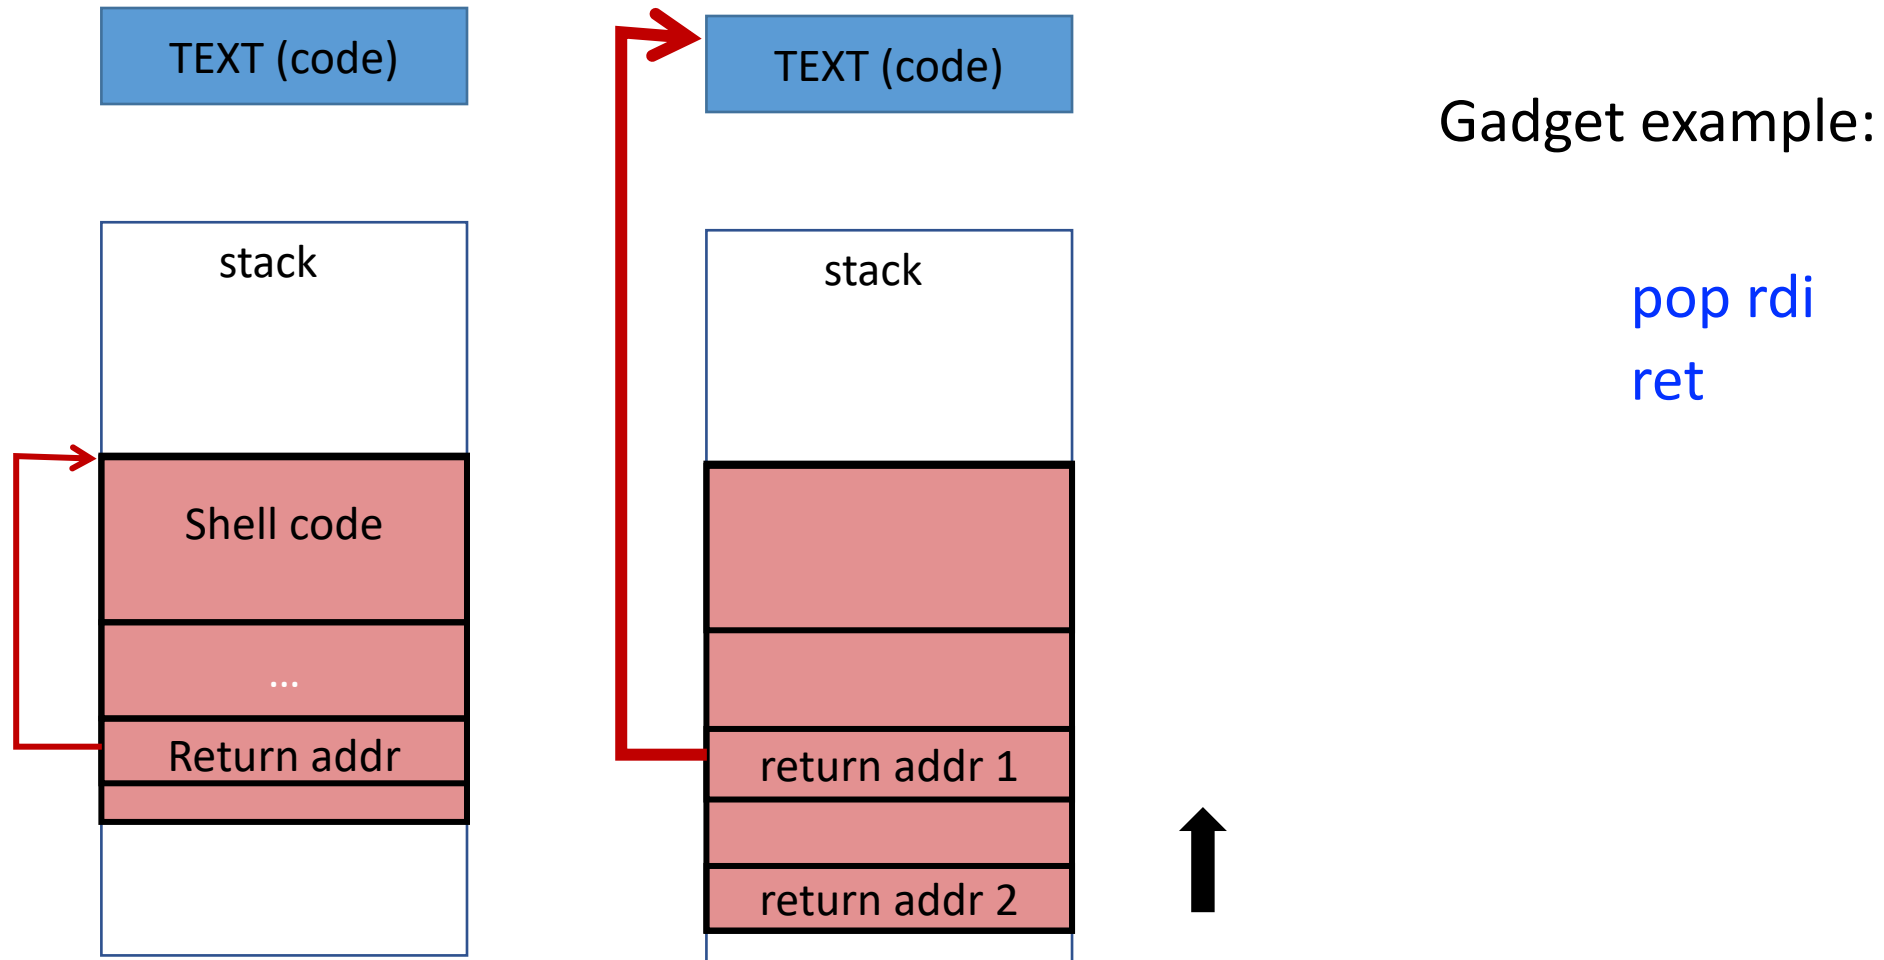 TEXT (code)
stack
Shell code
...
Return addr
TEXT (code)
stack
return addr 1
return addr 2
Gadget example:
pop rdi
ret